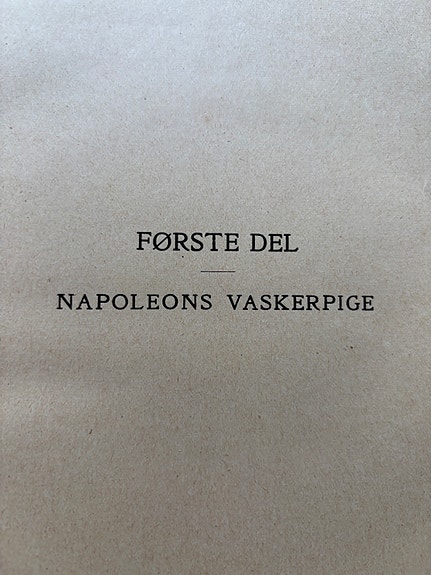 FØRSTE DEL
NAPOLEONS VASKERPIGE